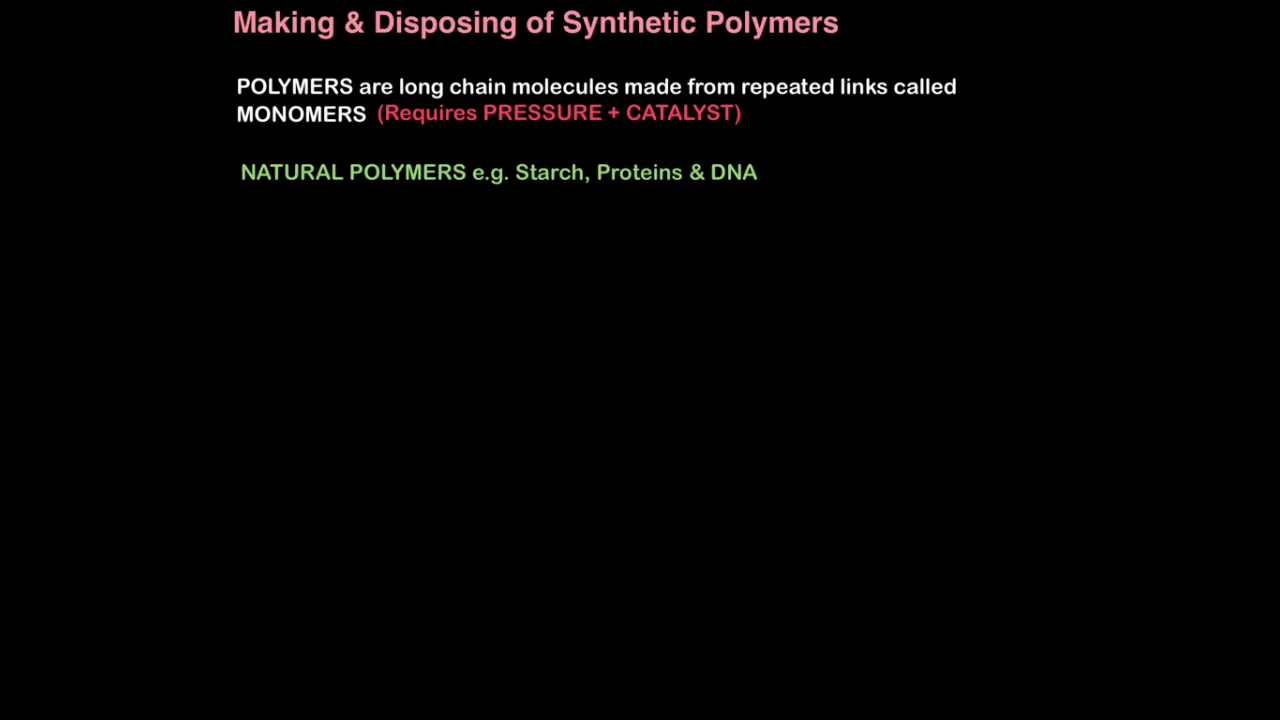 Making & Disposing of Synthetic Polymers
POLYMERS are long chain molecules made from repeated links called
MONOMERS (Requires PRESSURE + CATALYST)
NATURAL POLYMERS e.g. Starch, Proteins & DNA